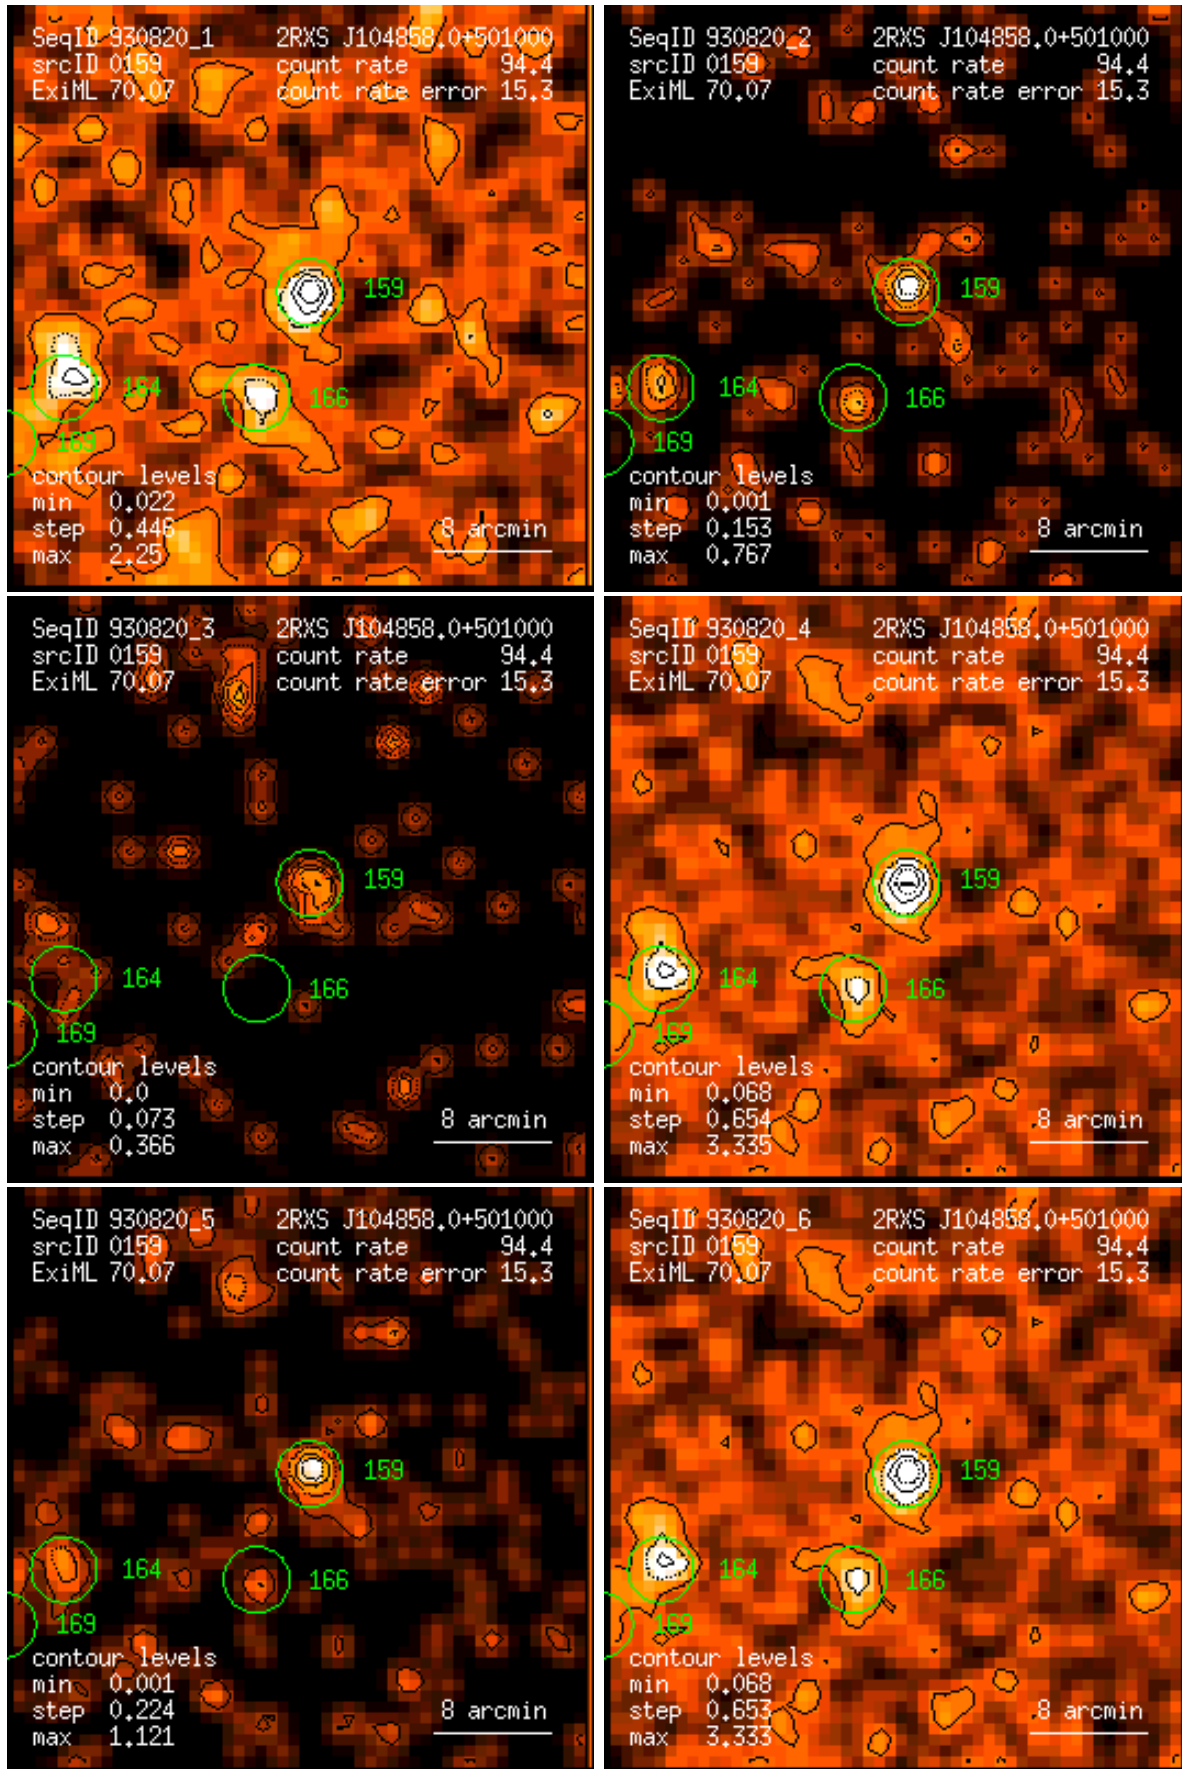 SeqID 930820_1 2RXS J104858.0+501000
srcID 0159 count rate 94.4
ExiML 70.07 count rate error 15.3
159
164
166
169
contour levels
min 0.022
step 0.446
max 2.25
8 arcmin
SeqID 930820_2 2RXS J104858.0+501000
srcID 0159 count rate 94.4
ExiML 70.07 count rate error 15.3
159
164
166
169
contour levels
min 0.001
step 0.153
max 0.767
8 arcmin
SeqID 930820_3 2RXS J104858.0+501000
srcID 0159 count rate 94.4
ExiML 70.07 count rate error 15.3
159
164
166
169
contour levels
min 0.0
step 0.073
max 0.366
8 arcmin
SeqID 930820_4 2RXS J104858.0+501000
srcID 0159 count rate 94.4
ExiML 70.07 count rate error 15.3
159
164
166
169
contour levels
min 0.068
step 0.654
max 3.335
8 arcmin
SeqID 930820_5 2RXS J104858.0+501000
srcID 0159 count rate 94.4
ExiML 70.07 count rate error 15.3
159
164
166
169
contour levels
min 0.001
step 0.224
max 1.121
8 arcmin
SeqID 930820_6 2RXS J104858.0+501000
srcID 0159 count rate 94.4
ExiML 70.07 count rate error 15.3
159
164
166
169
contour levels
min 0.068
step 0.653
max 3.333
8 arcmin